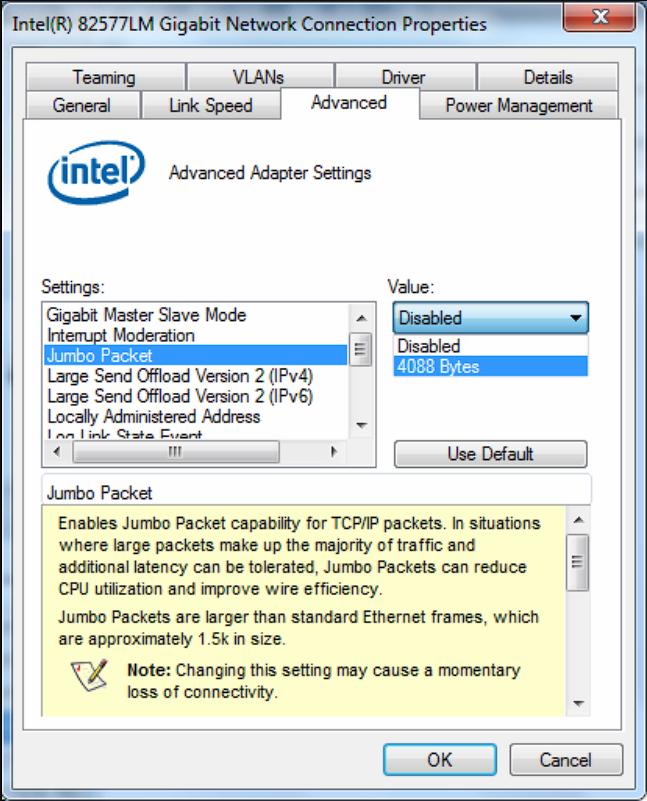 Intel(R) 82577LM Gigabit Network Connection Properties
Teaming
VLANs
Driver
Details
General
Link Speed
Advanced
Power Management
intel
Advanced Adapter Settings
Settings:
Value:
Gigabit Master Slave Mode
Interrupt Moderation
Jumbo Packet
Large Send Offload Version 2 (IPv4)
Large Send Offload Version 2 (IPv6)
Locally Administered Address
Log Link State Event
Disabled
Disabled
4088 Bytes
Use Default
Jumbo Packet
Enables Jumbo Packet capability for TCP/IP packets. In situations
where large packets make up the majority of traffic and
additional latency can be tolerated, Jumbo Packets can reduce
CPU utilization and improve wire efficiency.
Jumbo Packets are larger than standard Ethernet frames, which
are approximately 1.5k in size.
Note: Changing this setting may cause a momentary
loss of connectivity.
OK
Cancel